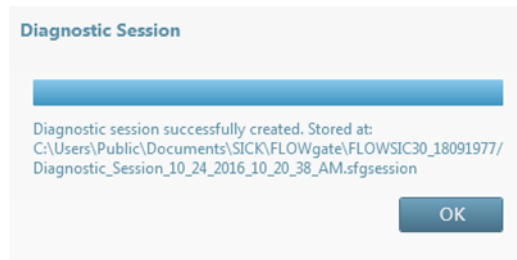 Diagnostic Session
Diagnostic session successfully created. Stored at:
C:\Users\Public\Documents\SICK\FLOWgate\FLOWSIC30_18091977/
Diagnostic_Session_10_24_2016_10_20_38_AM.sfgsession
OK